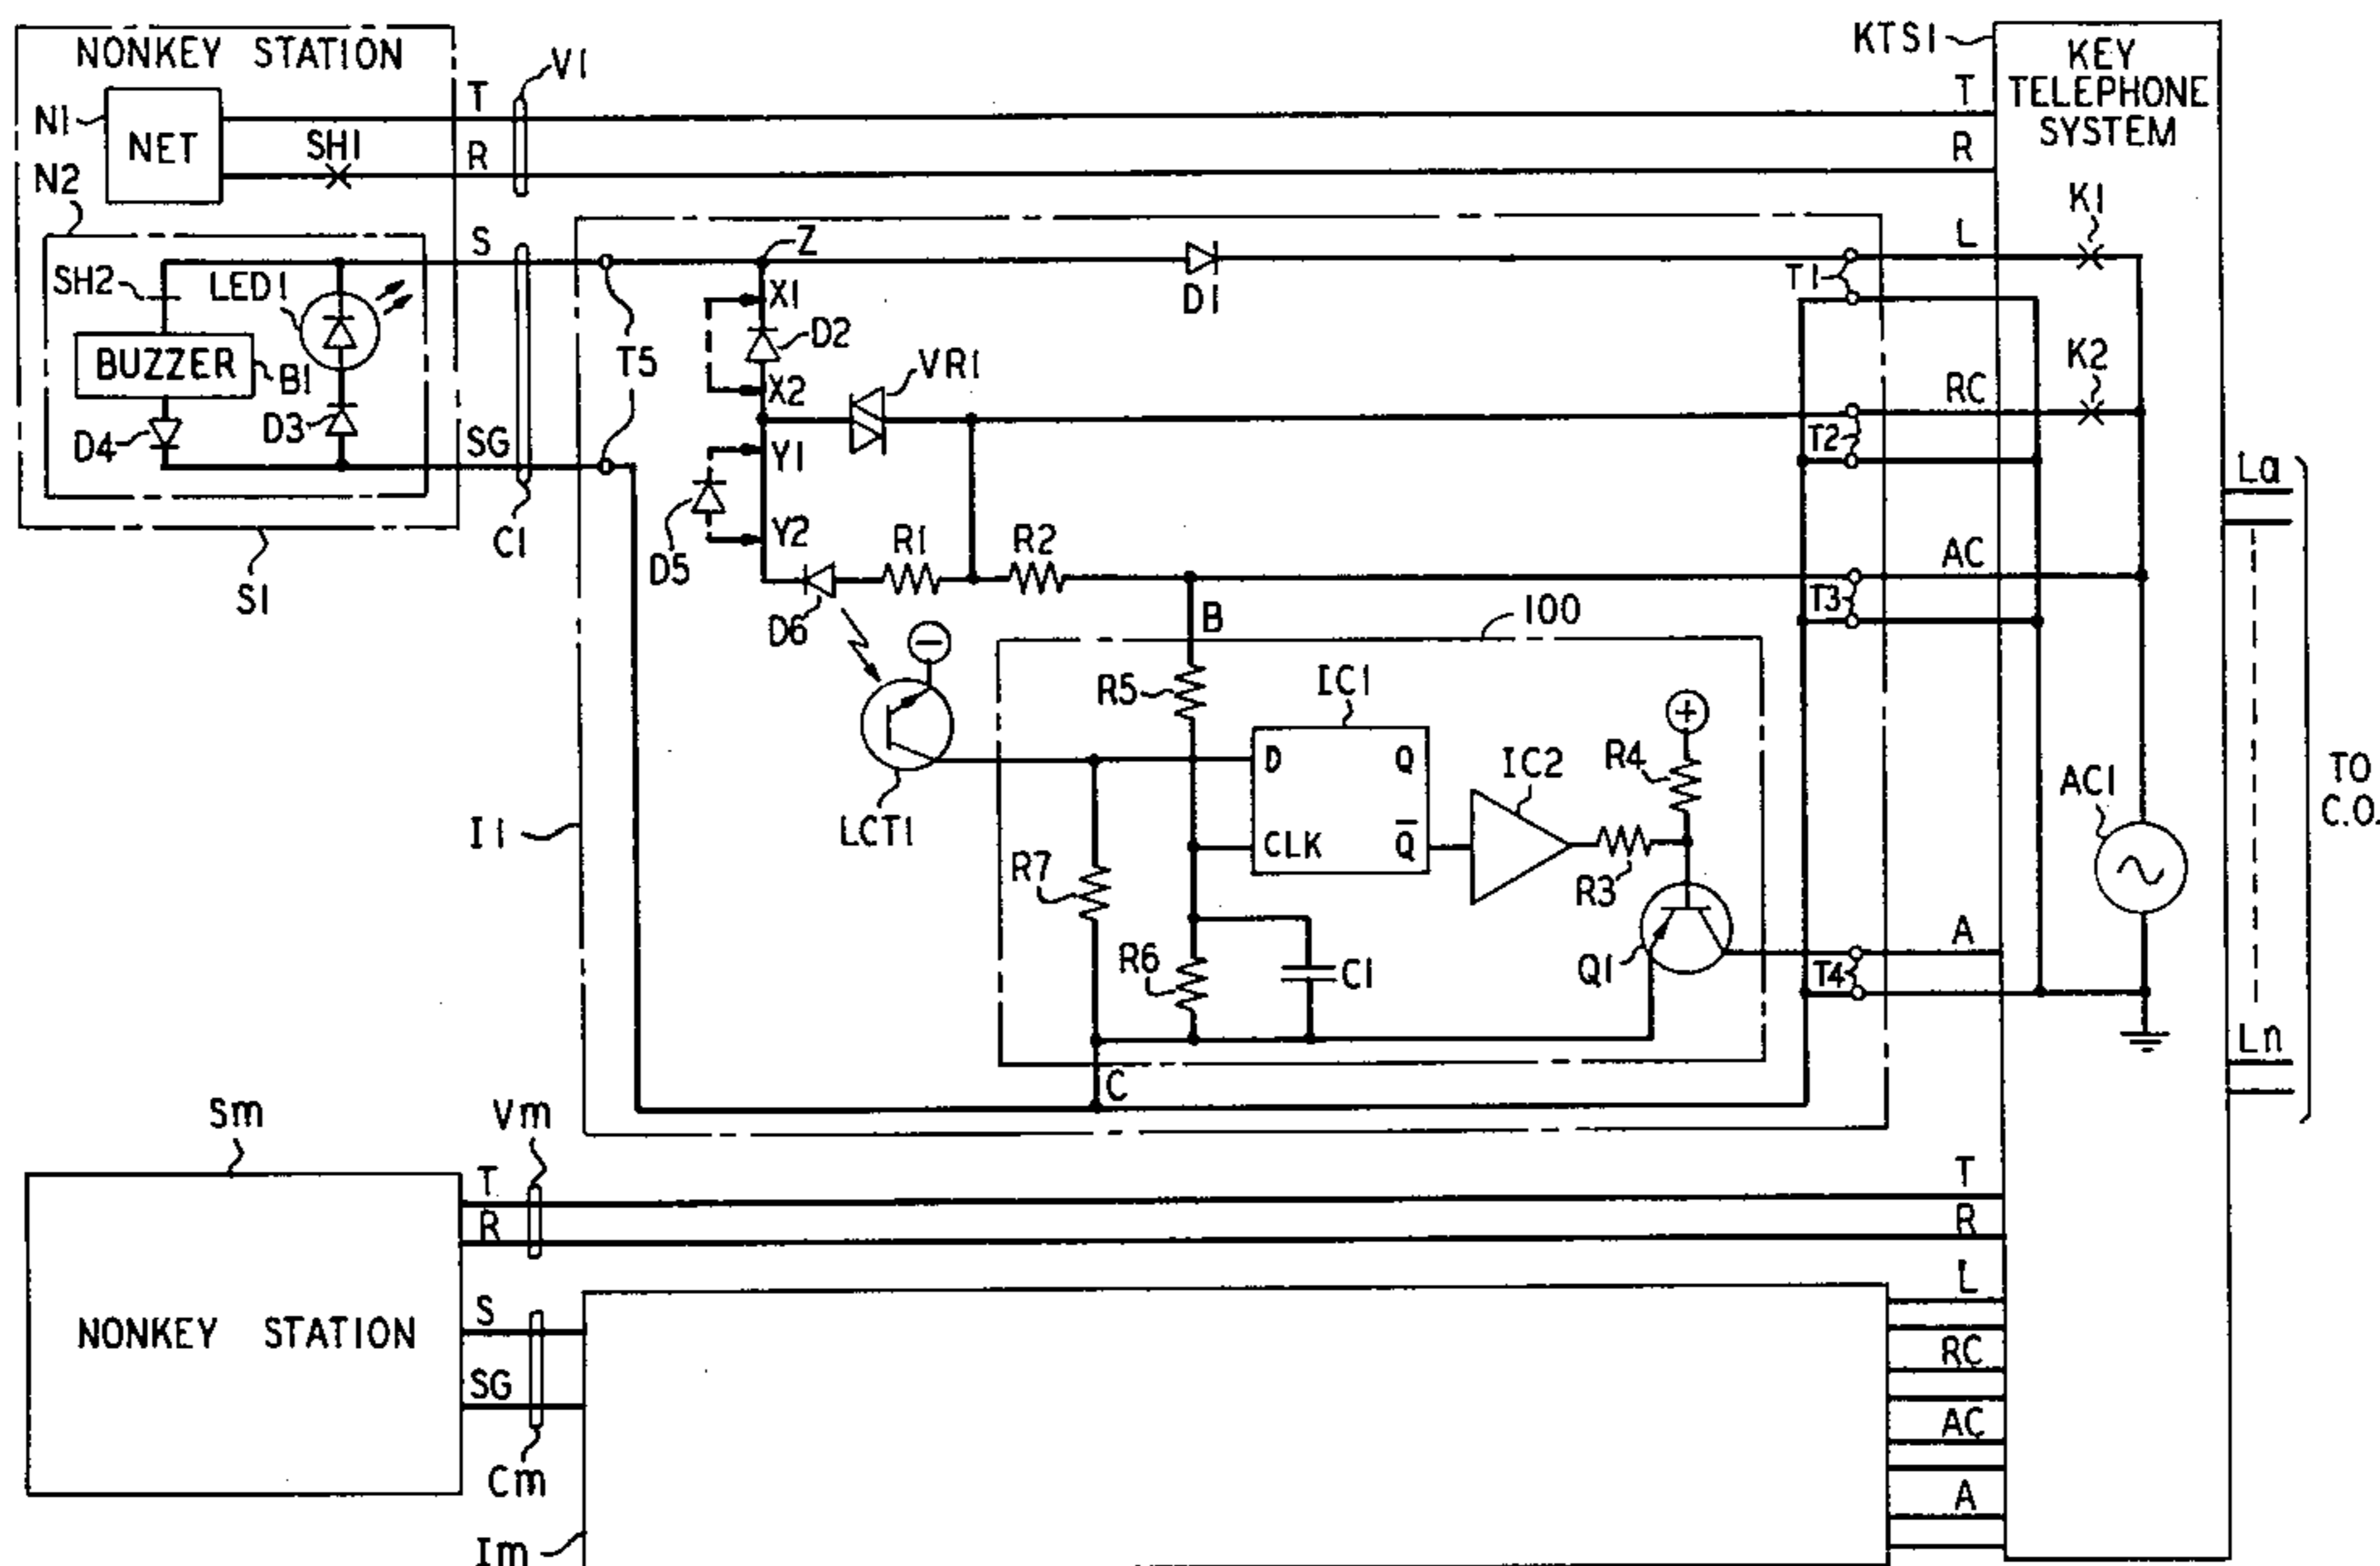 NONKEY STATION
N1
NET
N2
SH1
T
R
V1
T
R
KTS1
KEY
TELEPHONE
SYSTEM
SH2
LED1
BUZZER
B1
D4
D3
S
SG
C1
S1
T5
Z
X1
D2
X2
VR1
Y1
D5
Y2
D1
T1
L
K1
RC
K2
T2
R1
R2
AC
T3
D6
B
100
LCT1
I1
R5
IC1
D
Q
CLK
Q̅
IC2
R4
R3
R7
R6
C1
Q1
A
T4
C
AC1
La
Ln
TO
C.O.
Sm
Vm
T
R
T
R
NONKEY STATION
S
SG
Cm
Im
L
RC
AC
A